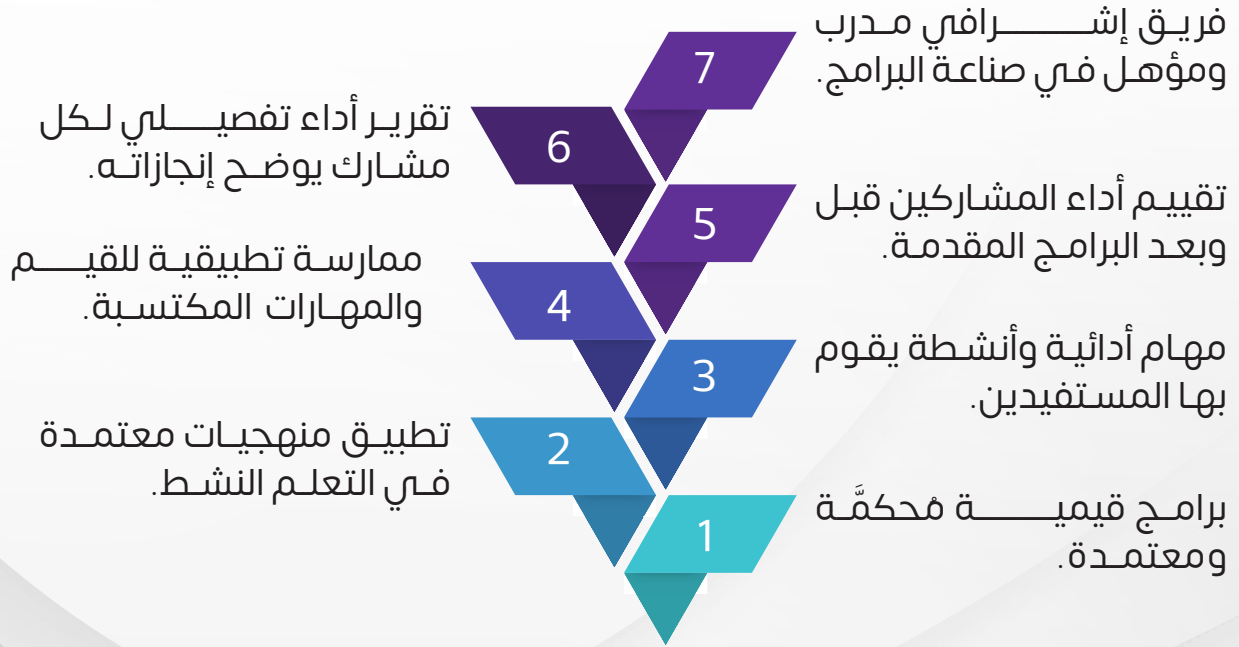 7
فريق إشرافي مدرب
ومؤهل في صناعة البرامج.
6
تقرير أداء تفصيلي لكل
مشارك يوضح إنجازاته.
5
تقييم أداء المشاركين قبل
وبعد البرامج المقدمة.
4
ممارسة تطبيقية للقيم
والمهارات المكتسبة.
3
مهام أدائية وأنشطة يقوم
بها المستفيدين.
2
تطبيق منهجيات معتمدة
في التعلم النشط.
1
برامج قيمية مُحكمَّة
ومعتمدة.